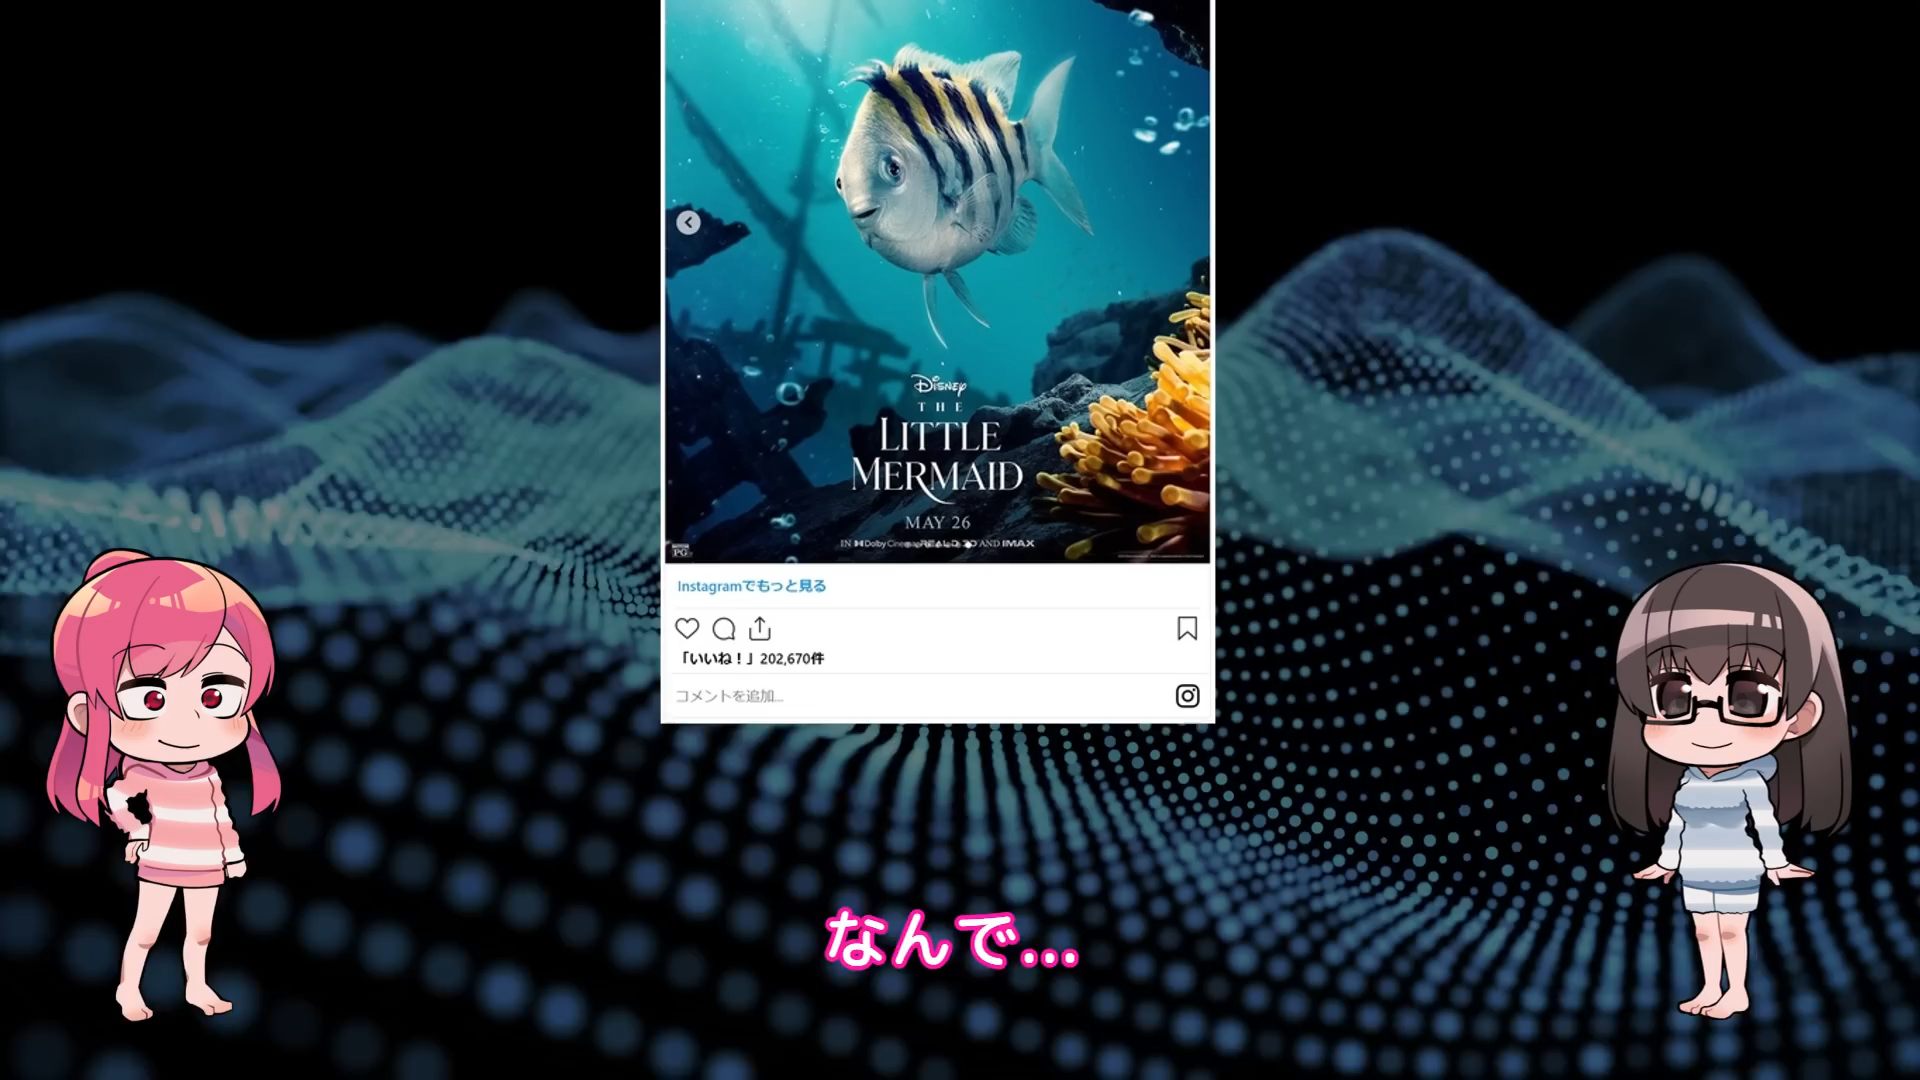 Disney
THE
LITTLE
MERMAID
MAY 26
AND IMAX
PG
Instagramでもっと見る
「いいね！」202,670件
コメントを追加...
なんで...